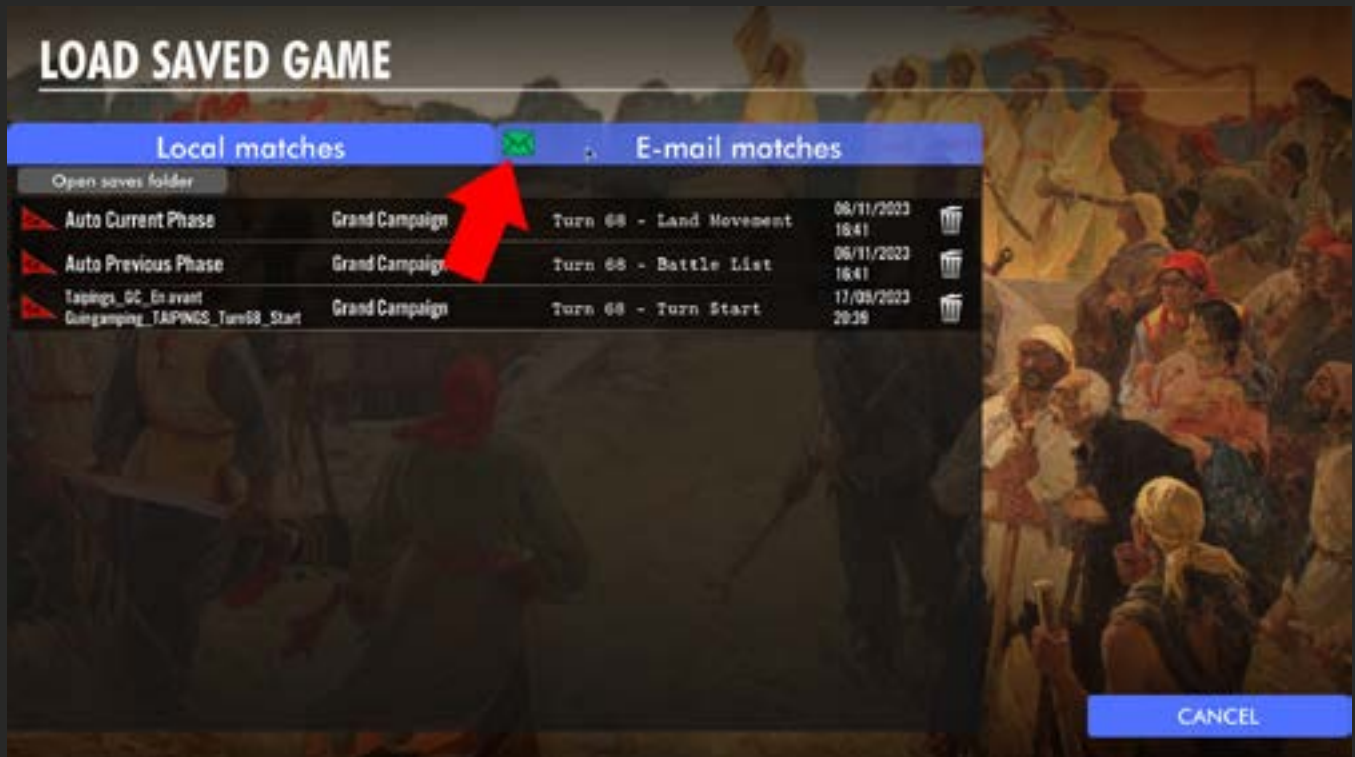 LOAD SAVED GAME
Local matches
E-mail matches
Open saves folder
Auto Current Phase Grand Campaign Turn 68 - Land Movement 06/11/2023 16:41
Auto Previous Phase Grand Campaign Turn 68 - Battle List 06/11/2023 16:41
Taipings_GC_En avant Guingamping_TAIPINGS_Turn68_Start Grand Campaign Turn 68 - Turn Start 17/09/2023 20:39
CANCEL